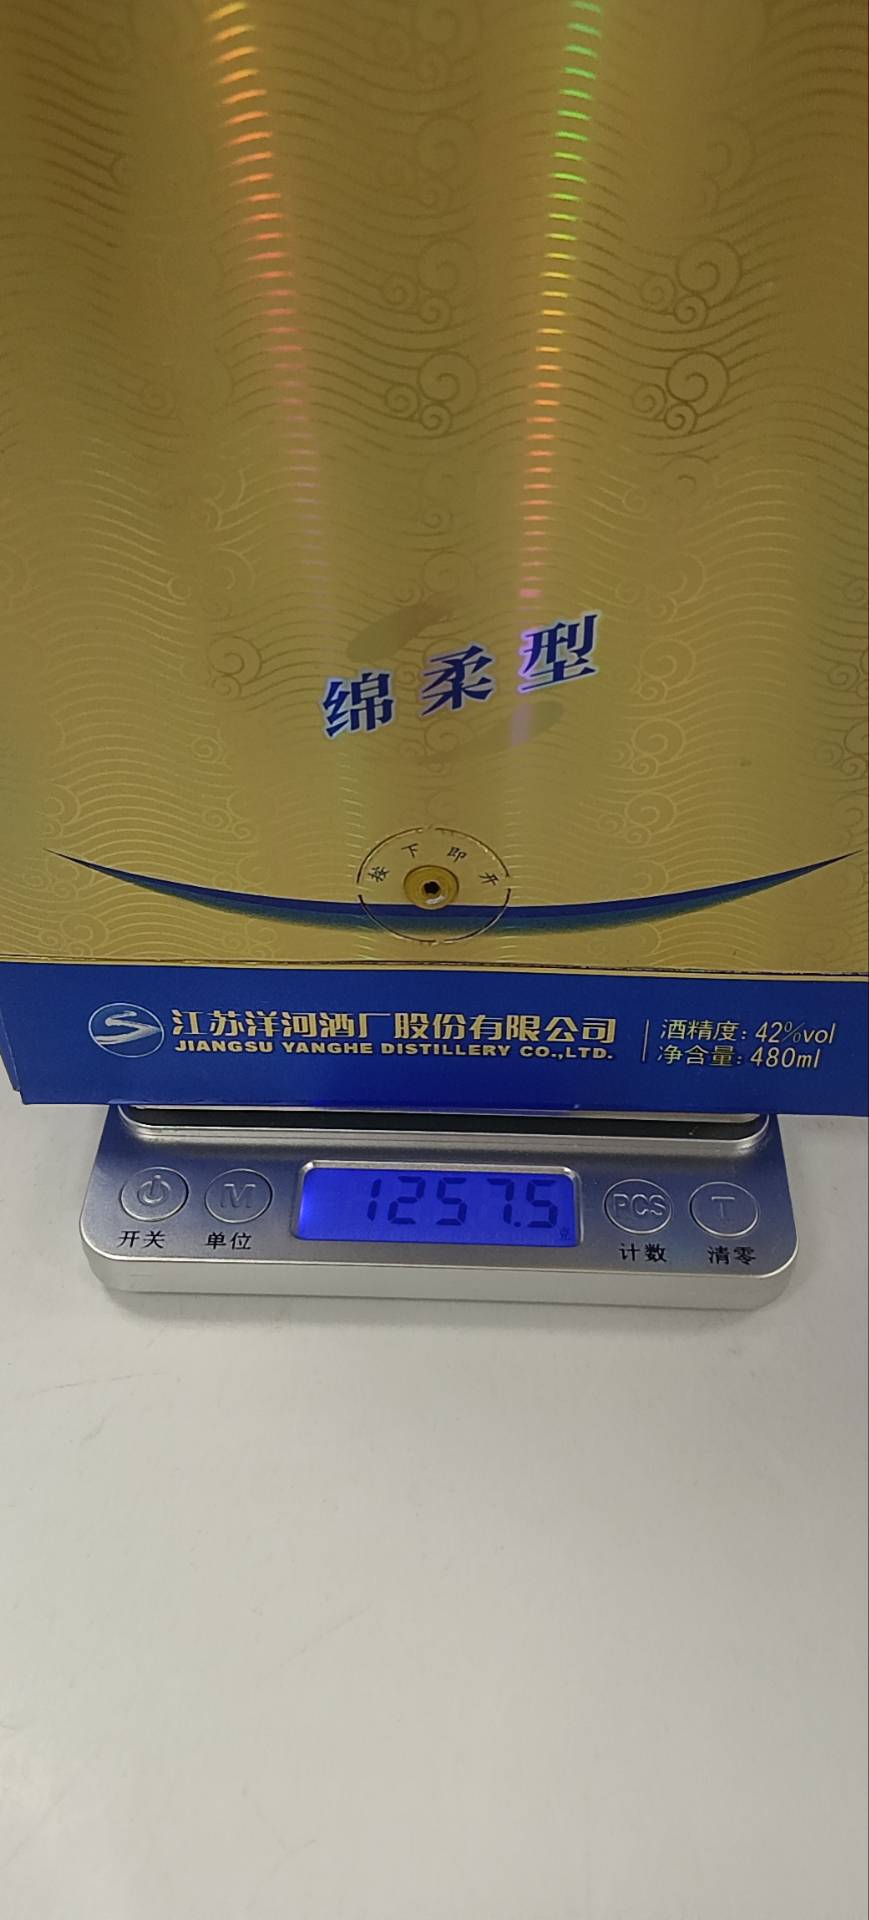 绵柔型
按下即开
江苏洋河酒厂股份有限公司
JIANGSU YANGHE DISTILLERY CO.,LTD.
酒精度: 42%vol
净含量: 480ml
M
1257.5
克
PCS
T
开关
单位
计数
清零